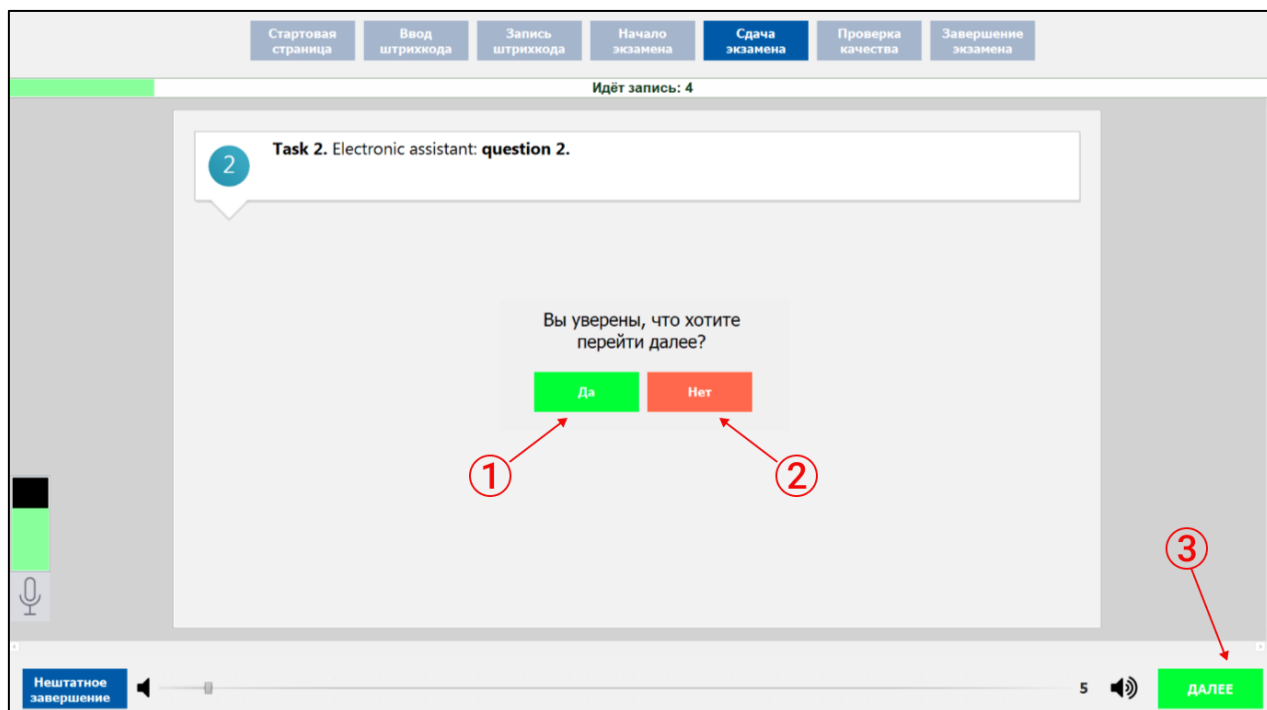 Стартовая страница
Ввод штрихкода
Запись штрихкода
Начало экзамена
Сдача экзамена
Проверка качества
Завершение экзамена
Идёт запись: 4
2
Task 2. Electronic assistant: question 2.
Вы уверены, что хотите
перейти далее?
Да
Нет
1
2
3
Нештатное
завершение
5
ДАЛЕЕ